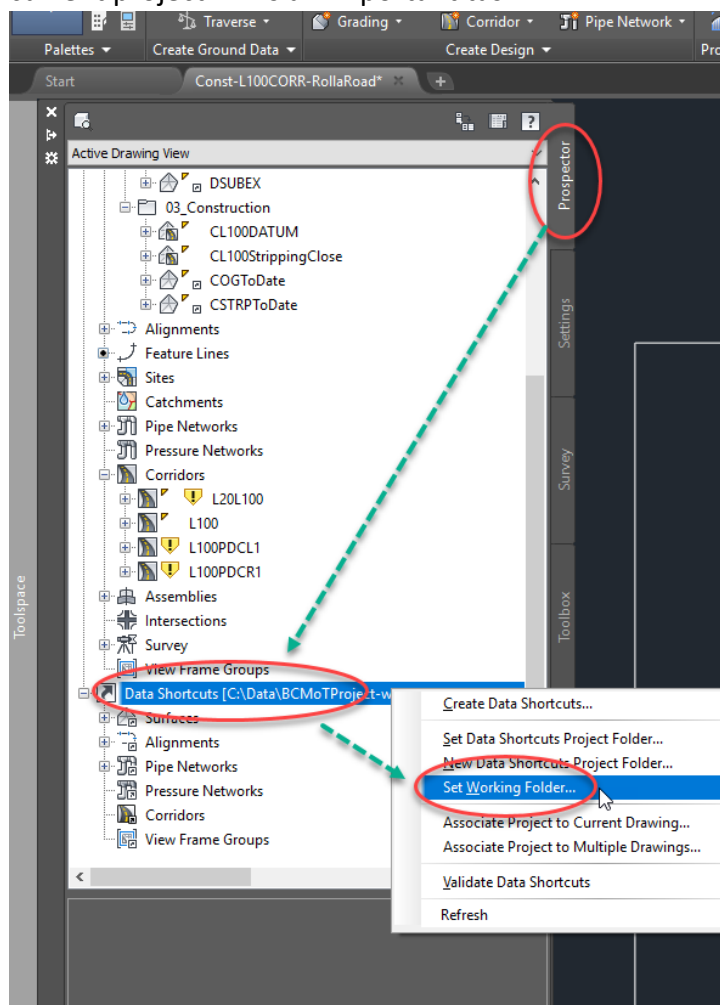 Traverse
Grading
Corridor
Pipe Network
Palettes
Create Ground Data
Create Design
Start
Const-L100CORR-RollaRoad*
Active Drawing View
Prospector
DSUBEX
03_Construction
CL100DATUM
CL100StrippingClose
COGToDate
CSTRPToDate
Alignments
Feature Lines
Settings
Sites
Catchments
Pipe Networks
Pressure Networks
Corridors
Survey
L20L100
L100
L100PDCL1
L100PDCR1
Assemblies
Toolspace
Intersections
Toolbox
Survey
View Frame Groups
Data Shortcuts [C:\Data\BCMoTProject-w
Surfaces
Alignments
Pipe Networks
Pressure Networks
Corridors
View Frame Groups
Create Data Shortcuts...
Set Data Shortcuts Project Folder...
New Data Shortcuts Project Folder...
Set Working Folder...
Associate Project to Current Drawing...
Associate Project to Multiple Drawings...
Validate Data Shortcuts
Refresh